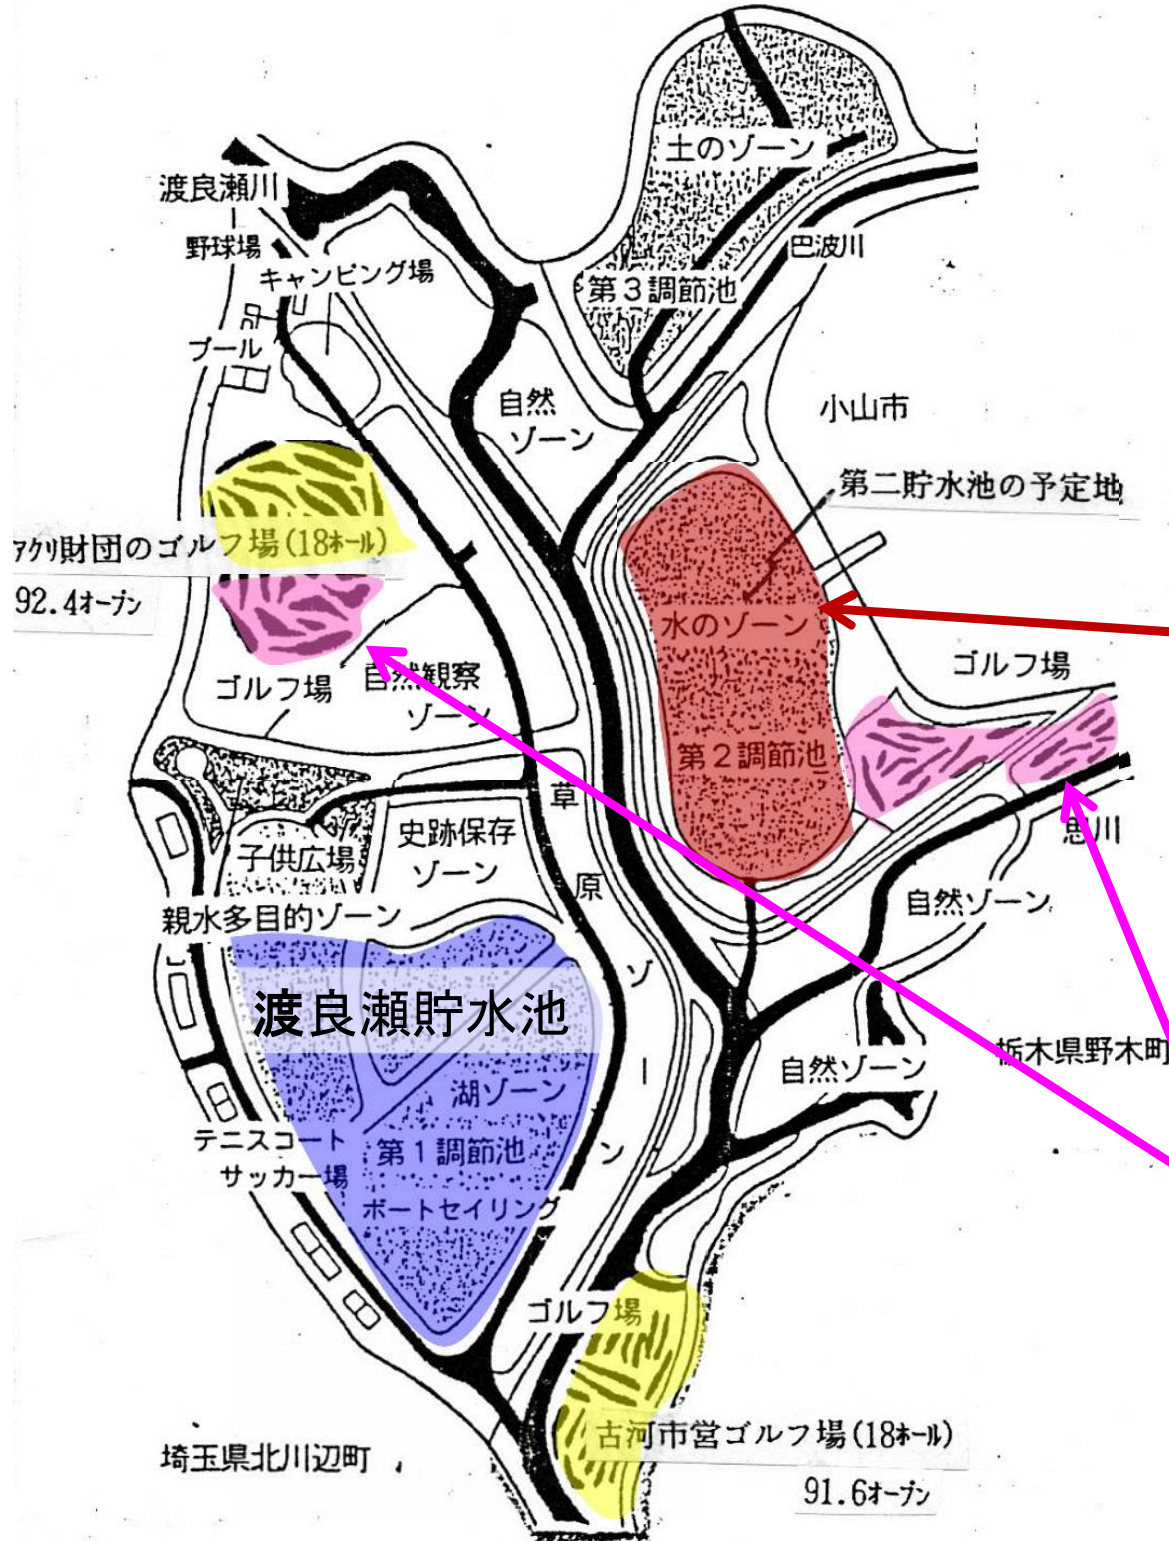 土のゾーン
渡良瀬川
野球場
巴波川
キャンピング場
第3調節池
プール
自然
ゾーン
小山市
第二貯水池の予定地
アクリ財団のゴルフ場(18ホール)
92.4オープン
水のゾーン
ゴルフ場
自然観察
ゾーン
ゴルフ場
第2調節池
草原ゾーン
思川
史跡保存
ゾーン
子供広場
自然ゾーン
親水多目的ゾーン
渡良瀬貯水池
栃木県野木町
自然ゾーン
湖ゾーン
テニスコート
サッカー場
第1調節池
ボートセイリング
ゴルフ場
古河市営ゴルフ場(18ホール)
埼玉県北川辺町
91.6オープン